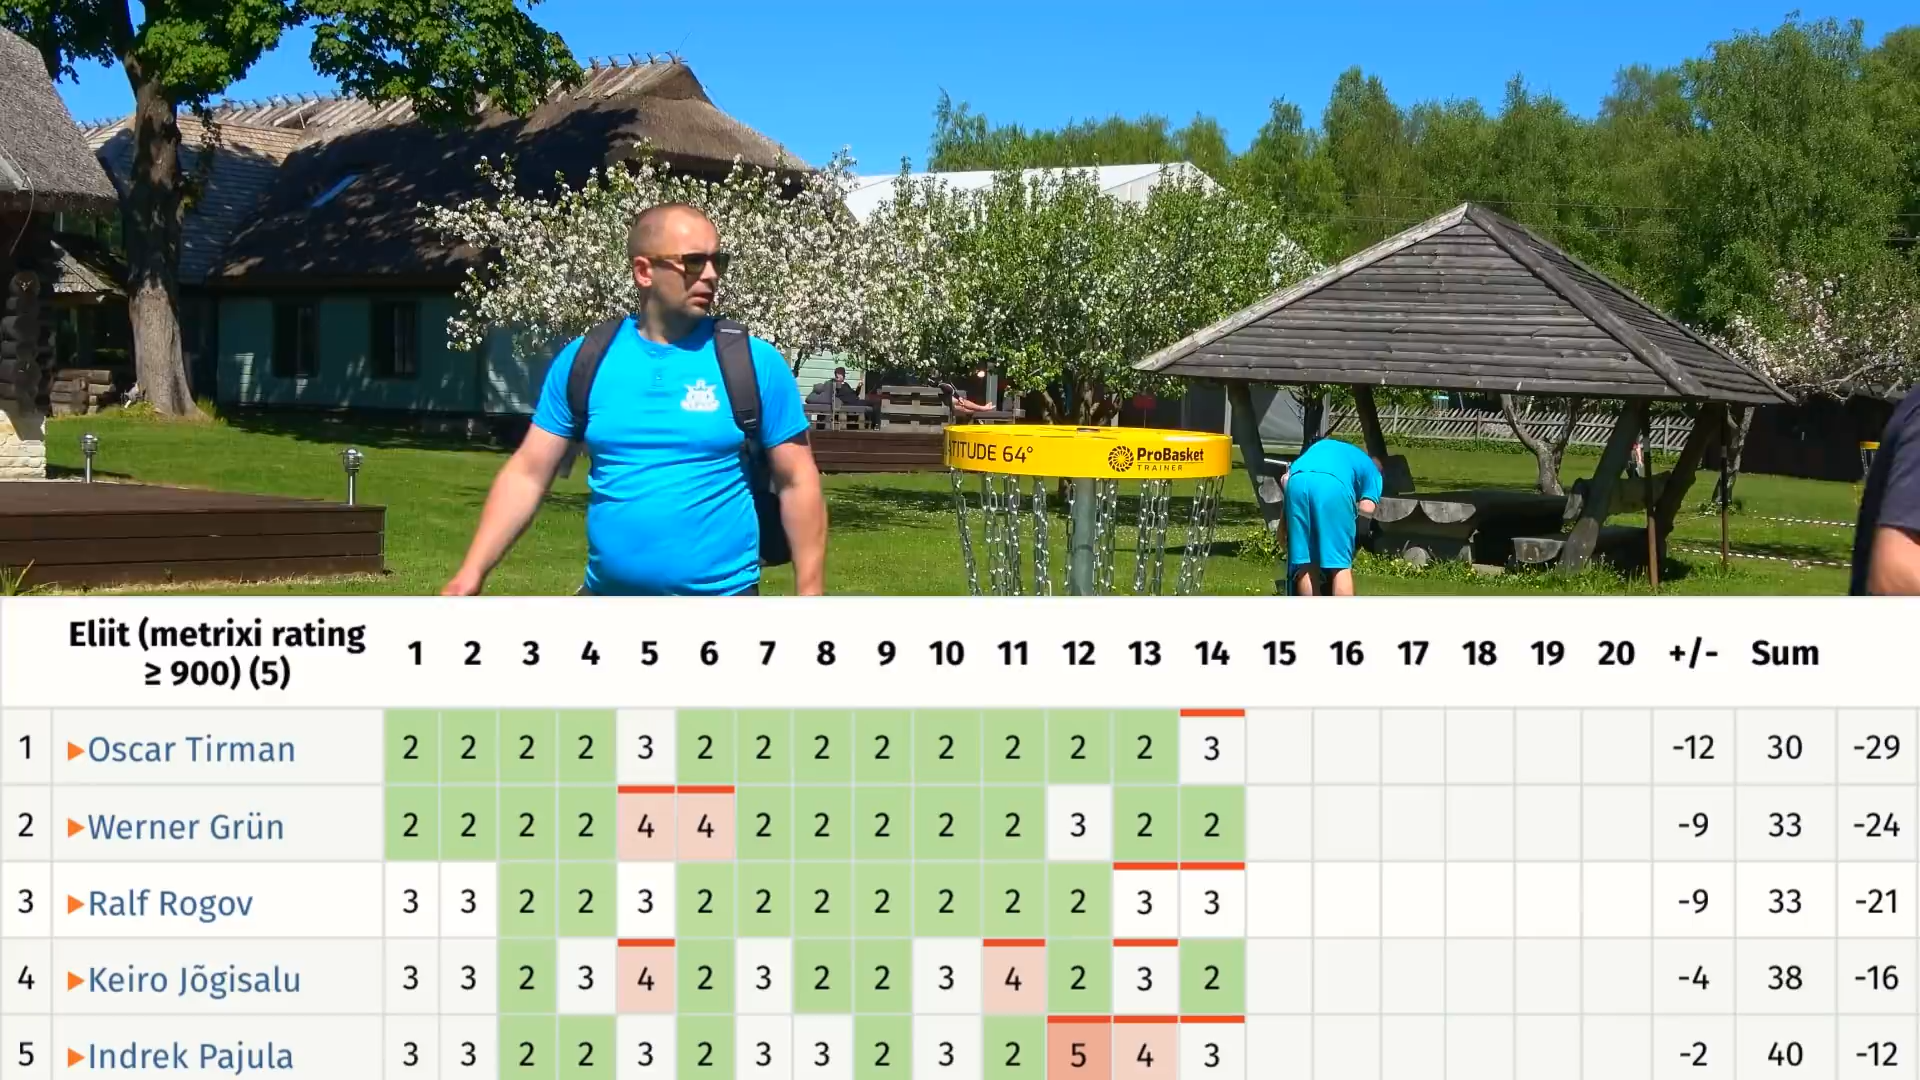 ATITUDE 64° ProBasket
TRAINER
Eliit (metrixi rating
≥ 900) (5) 1 2 3 4 5 6 7 8 9 10 11 12 13 14 15 16 17 18 19 20 +/- Sum
1 Oscar Tirman 2 2 2 2 3 2 2 2 2 2 2 2 2 3 -12 30 -29
2 Werner Grün 2 2 2 2 4 4 2 2 2 2 2 3 2 2 -9 33 -24
3 Ralf Rogov 3 3 2 2 3 2 2 2 2 2 2 2 3 3 -9 33 -21
4 Keiro Jõgisalu 3 3 2 3 4 2 3 2 2 3 4 2 3 2 -4 38 -16
5 Indrek Pajula 3 3 2 2 3 2 3 3 2 3 2 5 4 3 -2 40 -12